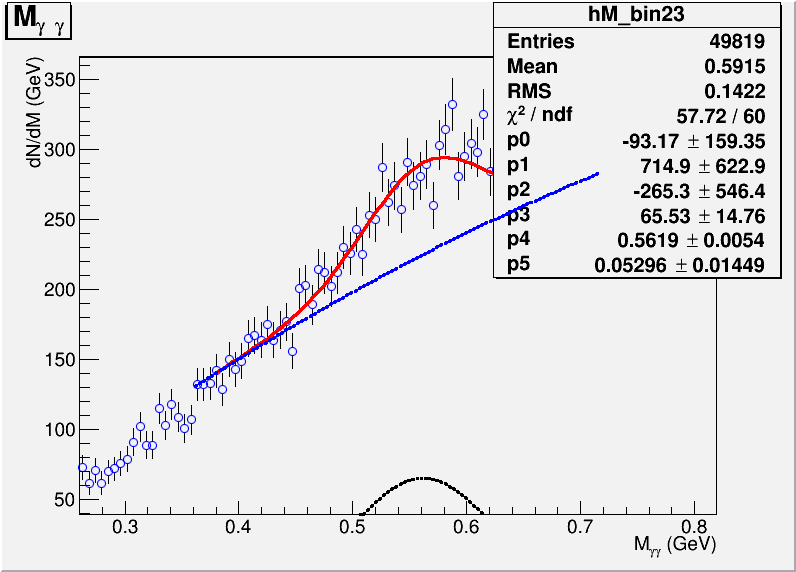 M γ γ
hM_bin23
Entries 49819
Mean 0.5915
RMS 0.1422
χ² / ndf 57.72 / 60
p0 -93.17 ± 159.35
p1 714.9 ± 622.9
p2 -265.3 ± 546.4
p3 65.53 ± 14.76
p4 0.5619 ± 0.0054
p5 0.05296 ± 0.01449
dN/dM (GeV)
350
300
250
200
150
100
50
0.3 0.4 0.5 0.6 0.7 0.8
Mγγ (GeV)